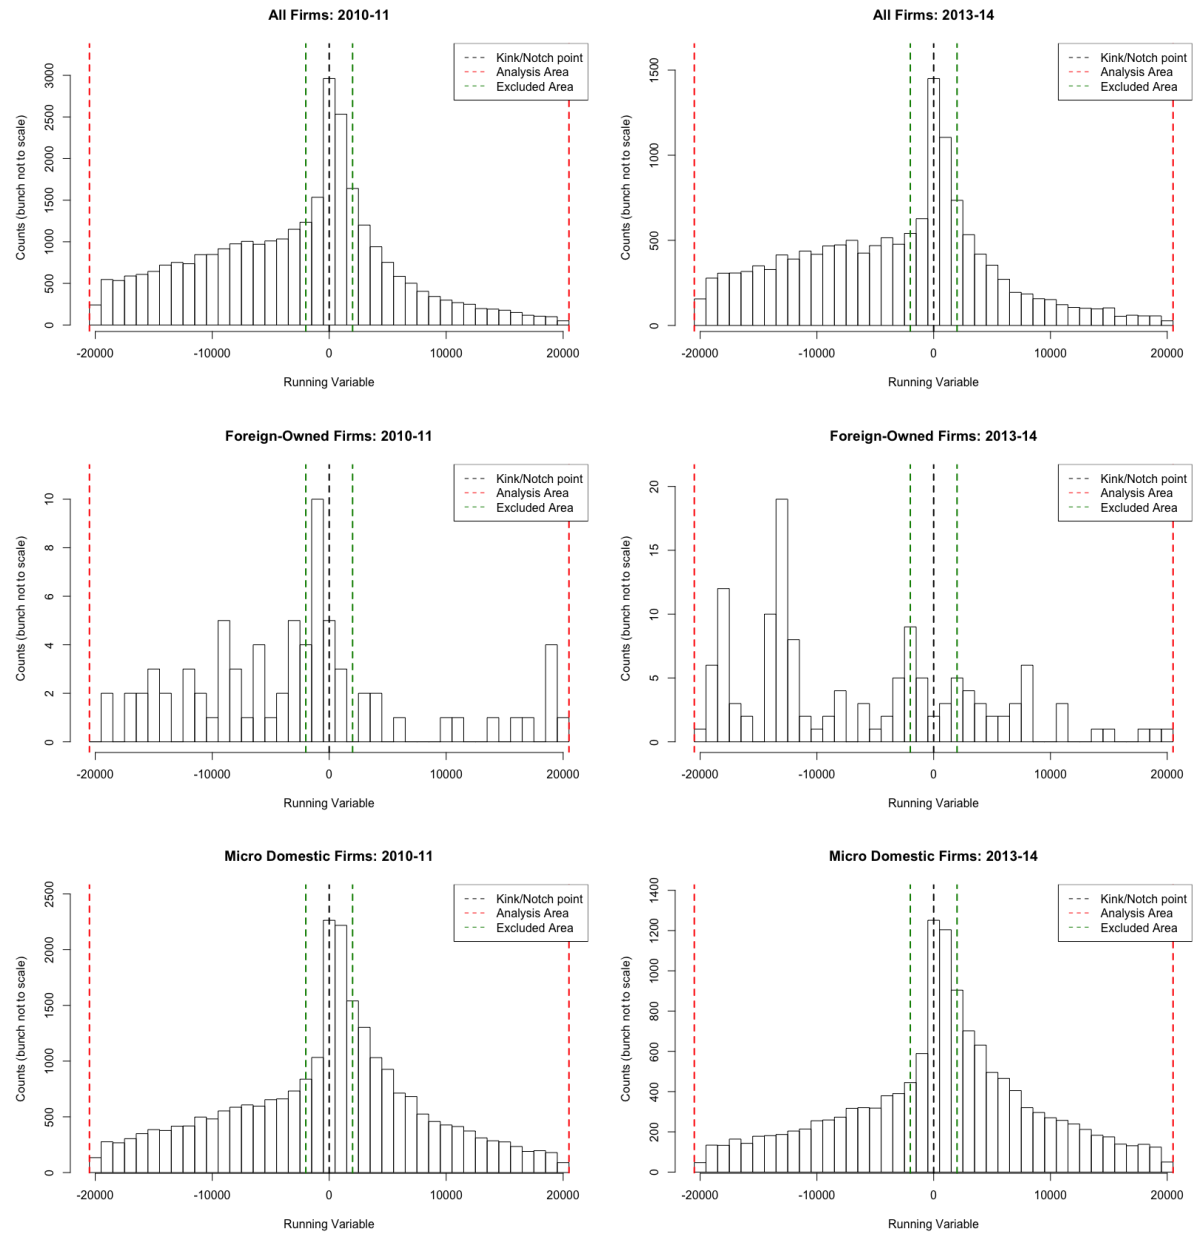 All Firms: 2010-11
Counts (bunch not to scale)
3000
2500
2000
1500
1000
500
0
Kink/Notch point
Analysis Area
Excluded Area
-20000 -10000 0 10000 20000
Running Variable
All Firms: 2013-14
Counts (bunch not to scale)
1500
1000
500
0
Kink/Notch point
Analysis Area
Excluded Area
-20000 -10000 0 10000 20000
Running Variable
Foreign-Owned Firms: 2010-11
Counts (bunch not to scale)
10
8
6
4
2
0
Kink/Notch point
Analysis Area
Excluded Area
-20000 -10000 0 10000 20000
Running Variable
Foreign-Owned Firms: 2013-14
Counts (bunch not to scale)
20
15
10
5
0
Kink/Notch point
Analysis Area
Excluded Area
-20000 -10000 0 10000 20000
Running Variable
Micro Domestic Firms: 2010-11
Counts (bunch not to scale)
2500
2000
1500
1000
500
0
Kink/Notch point
Analysis Area
Excluded Area
-20000 -10000 0 10000 20000
Running Variable
Micro Domestic Firms: 2013-14
Counts (bunch not to scale)
1400
1200
1000
800
600
400
200
0
Kink/Notch point
Analysis Area
Excluded Area
-20000 -10000 0 10000 20000
Running Variable